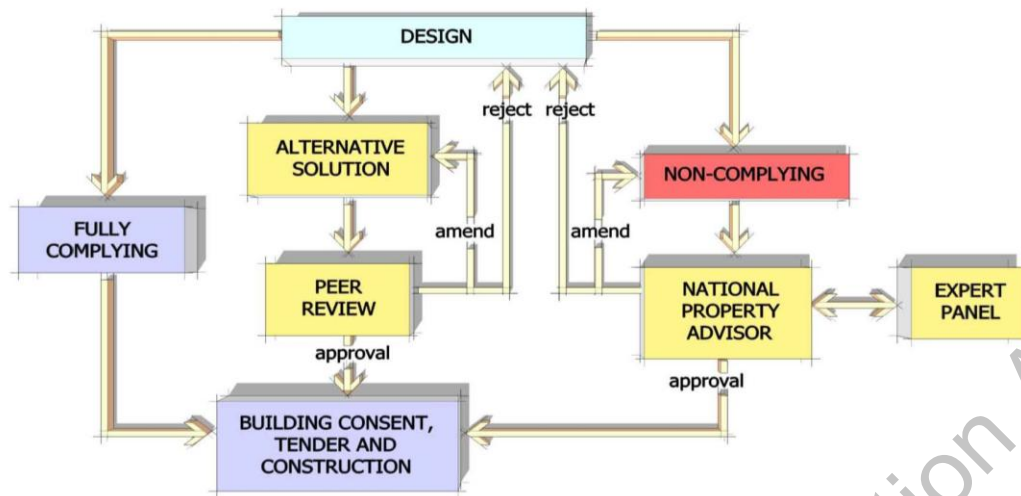 DESIGN
reject
reject
ALTERNATIVE
SOLUTION
NON-COMPLYING
FULLY
COMPLYING
amend
amend
PEER
REVIEW
NATIONAL
PROPERTY
ADVISOR
EXPERT
PANEL
approval
approval
BUILDING CONSENT,
TENDER AND
CONSTRUCTION